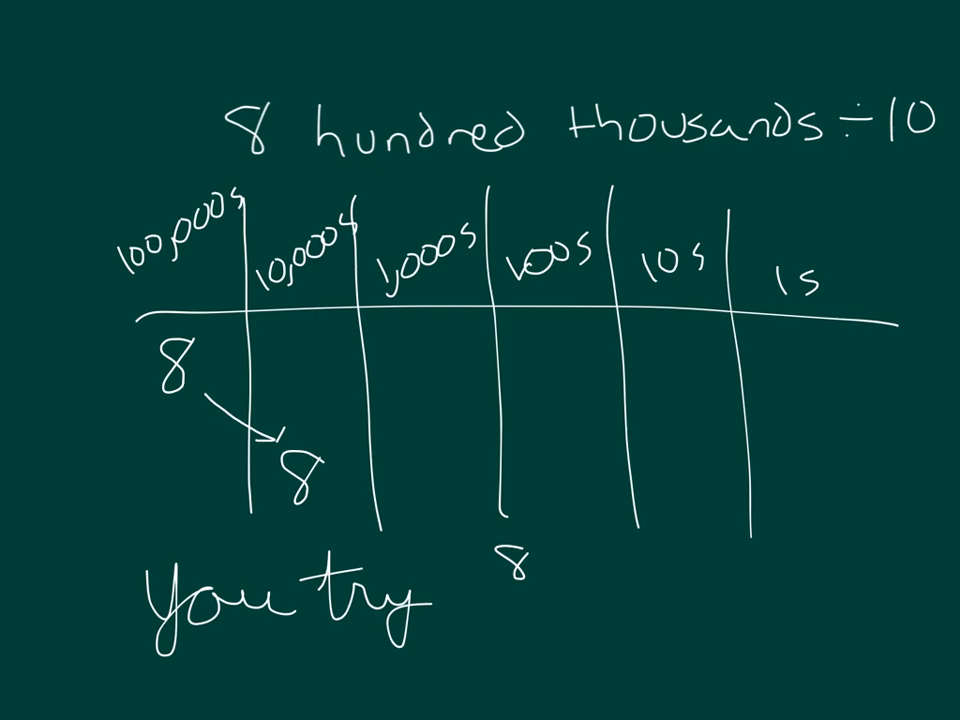 8 hundred thousands ÷ 10
100,000s 10,000s 1,000s 100s 10s 1s
8
8
8
You try